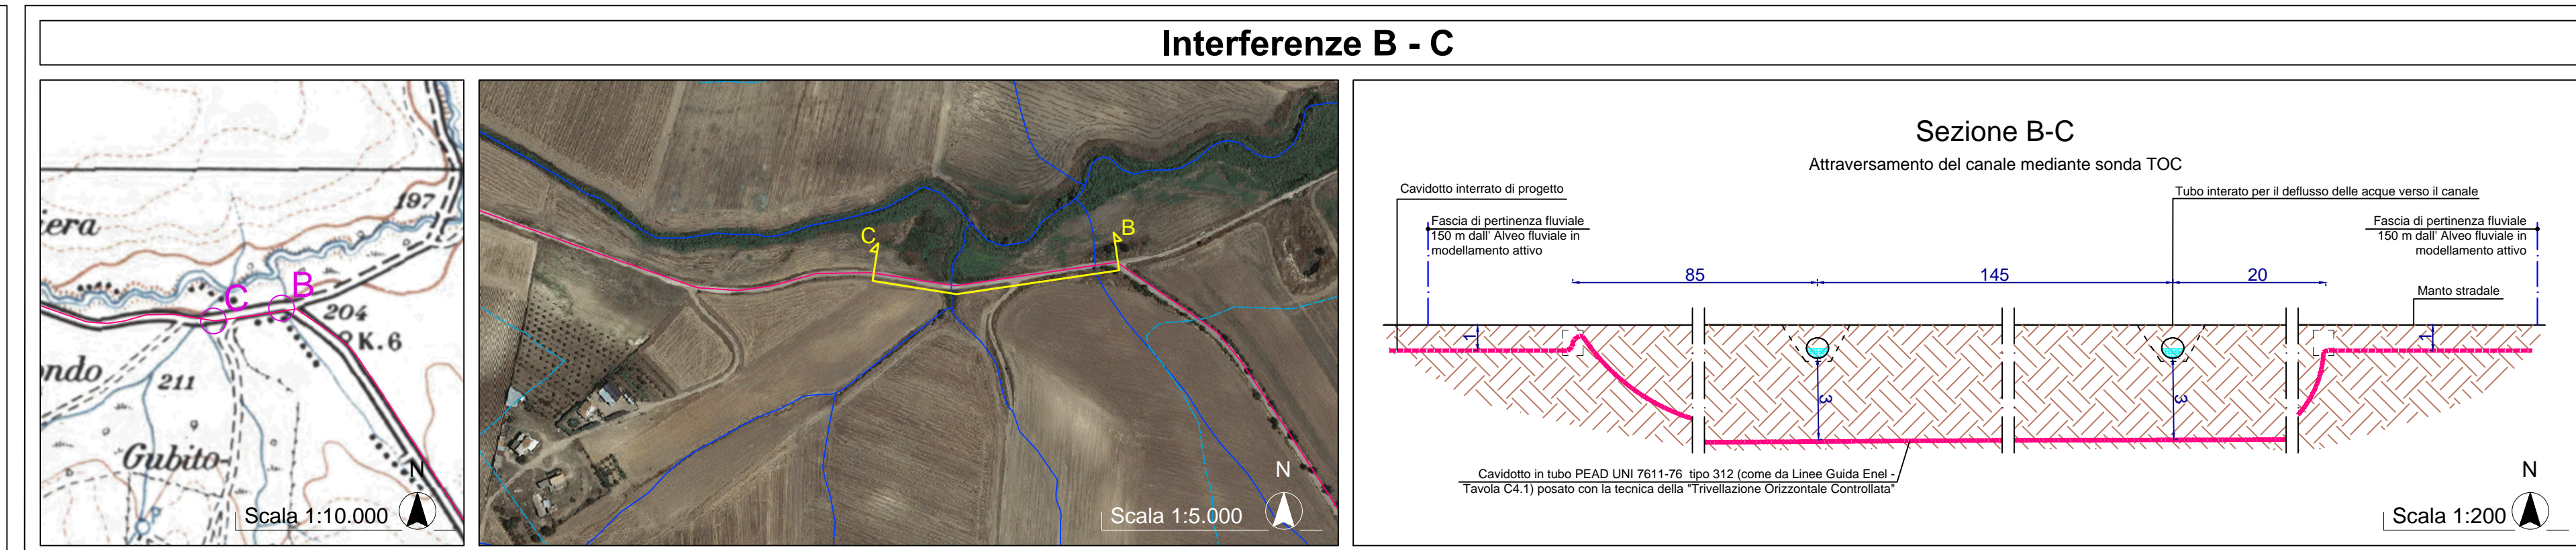 Interferenze B - C
197
iera
C
B
204
K.6
ondo
211
Gubito
N
Scala 1:10.000
C
B
N
Scala 1:5.000
Sezione B-C
Attraversamento del canale mediante sonda TOC
Cavidotto interrato di progetto
Tubo interato per il deflusso delle acque verso il canale
Fascia di pertinenza fluviale
150 m dall' Alveo fluviale in
modellamento attivo
Fascia di pertinenza fluviale
150 m dall' Alveo fluviale in
modellamento attivo
85
145
20
Manto stradale
1
1
3
3
Cavidotto in tubo PEAD UNI 7611-76 tipo 312 (come da Linee Guida Enel -
Tavola C4.1) posato con la tecnica della "Trivellazione Orizzontale Controllata"
N
Scala 1:200